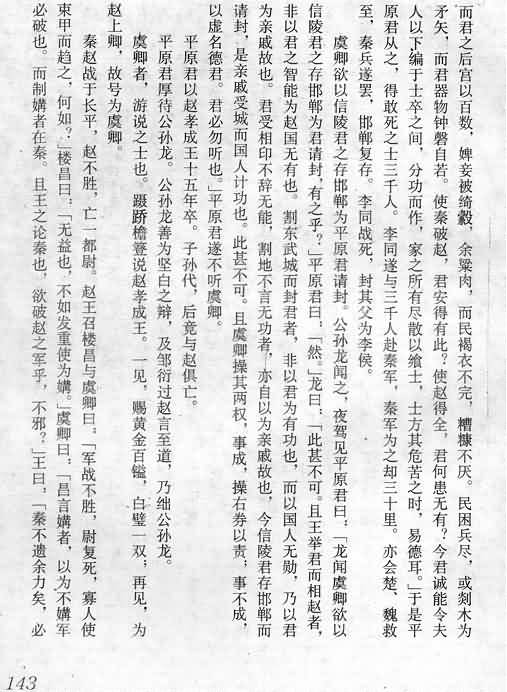 而君之后宫以百数，婢妾被绮縠，余粱肉，而民褐衣不完，糟糠不厌。民困兵尽，或剡木为
矛矢，而君器物钟磬自若。使秦破赵，君安得有此？使赵得全，君何患无有？今君诚能令夫
人以下编于士卒之间，分功而作，家之所有尽散以飨士，士方其危苦之时，易德耳。」于是平
原君从之，得敢死之士三千人。李同遂与三千人赴秦军，秦军为之却三十里。亦会楚、魏救
至，秦兵遂罢，邯郸复存。李同战死，封其父为李侯。
虞卿欲以信陵君之存邯郸为平原君请封。公孙龙闻之，夜驾见平原君曰：「龙闻虞卿欲以
信陵君之存邯郸为君请封，有之乎？」平原君曰：「然。」龙曰：「此甚不可。且王举君而相赵者，
非以君之智能为赵国无有也。割东武城而封君者，非以君为有功也，而以国人无勋，乃以君
为亲戚故也。君受相印不辞无能，割地不言无功者，亦自以为亲戚故也。今信陵君存邯郸而
请封，是亲戚受城而国人计功也。此甚不可。且虞卿操其两权，事成，操右券以责；事不成，
以虚名德君。君必勿听也。」平原君遂不听虞卿。
平原君以赵孝成王十五年卒。子孙代，后竟与赵俱亡。
平原君厚待公孙龙。公孙龙善为坚白之辩，及邹衍过赵言至道，乃绌公孙龙。
虞卿者，游说之士也。蹑蹻檐簦说赵孝成王。一见，赐黄金百镒，白璧一双；再见，为
赵上卿，故号为虞卿。
秦赵战于长平，赵不胜，亡一都尉。赵王召楼昌与虞卿曰：「军战不胜，尉复死，寡人使
束甲而趋之，何如？」楼昌曰：「无益也，不如发重使为媾。」虞卿曰：「昌言媾者，以为不媾军
必破也。而制媾者在秦。且王之论秦也，欲破赵之军乎，不邪？」王曰：「秦不遗余力矣，必
143